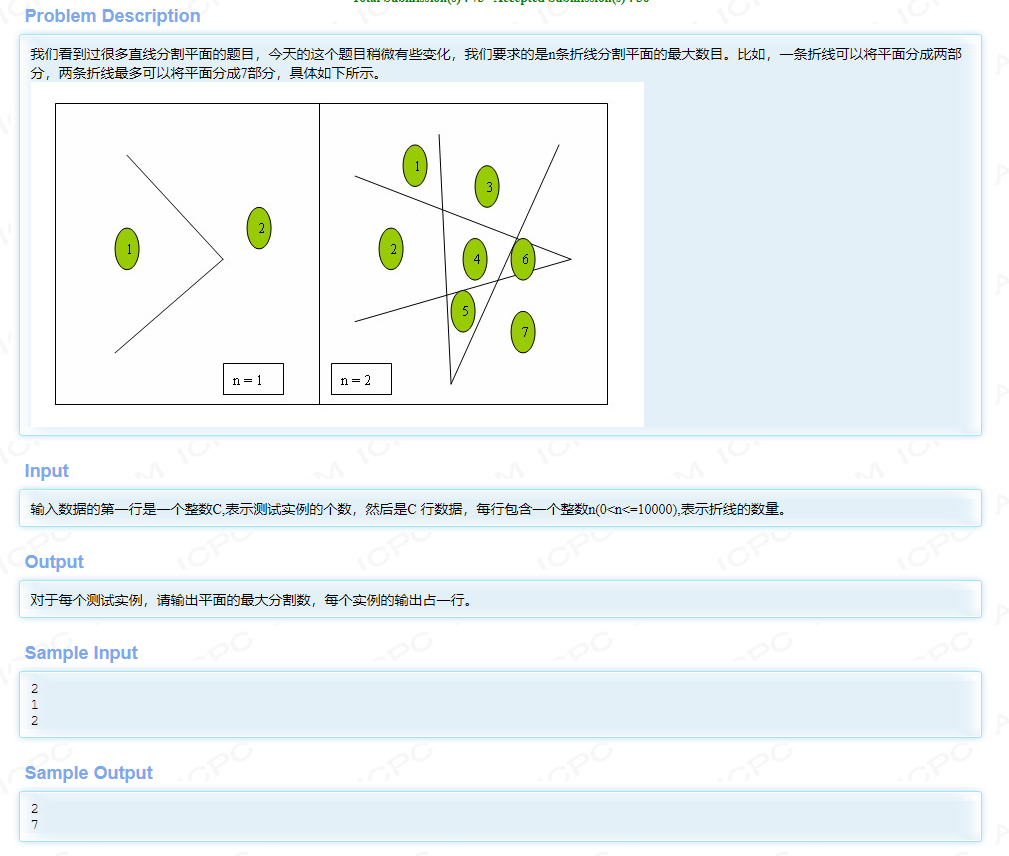 Problem Description
我们看到过很多直线分割平面的题目，今天的这个题目稍微有些变化，我们要求的是n条折线分割平面的最大数目。比如，一条折线可以将平面分成两部
分，两条折线最多可以将平面分成7部分，具体如下所示。
1
2
n = 1
1
3
2
4
6
5
7
n = 2
Input
输入数据的第一行是一个整数C,表示测试实例的个数，然后是C 行数据，每行包含一个整数n(0<n<=10000),表示折线的数量。
Output
对于每个测试实例，请输出平面的最大分割数，每个实例的输出占一行。
Sample Input
2
1
2
Sample Output
2
7